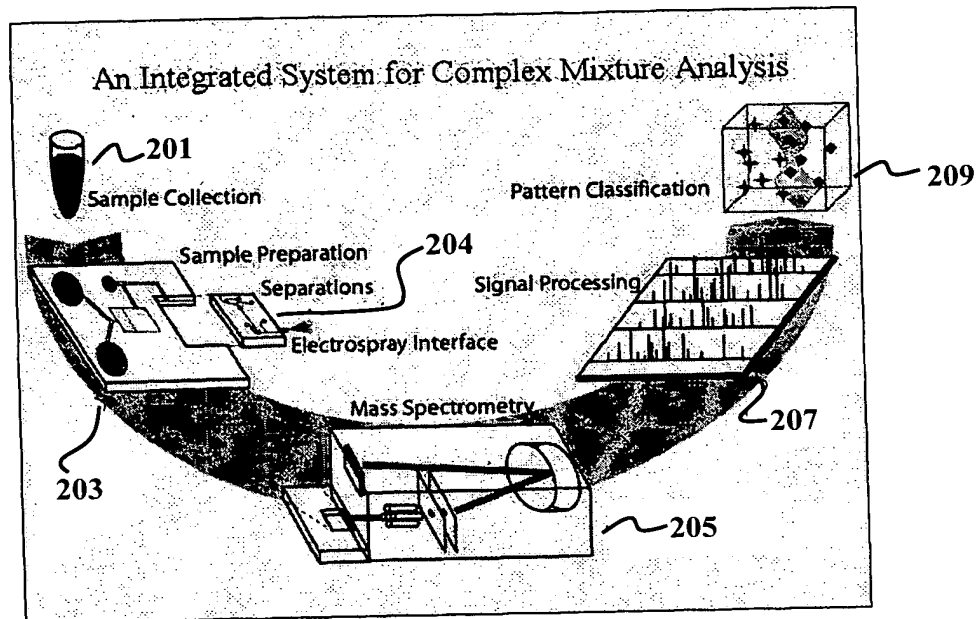 An Integrated System for Complex Mixture Analysis
201
Sample Collection
Pattern Classification
209
Sample Preparation
204
Separations
Electrospray Interface
Signal Processing
Mass Spectrometry
207
203
205